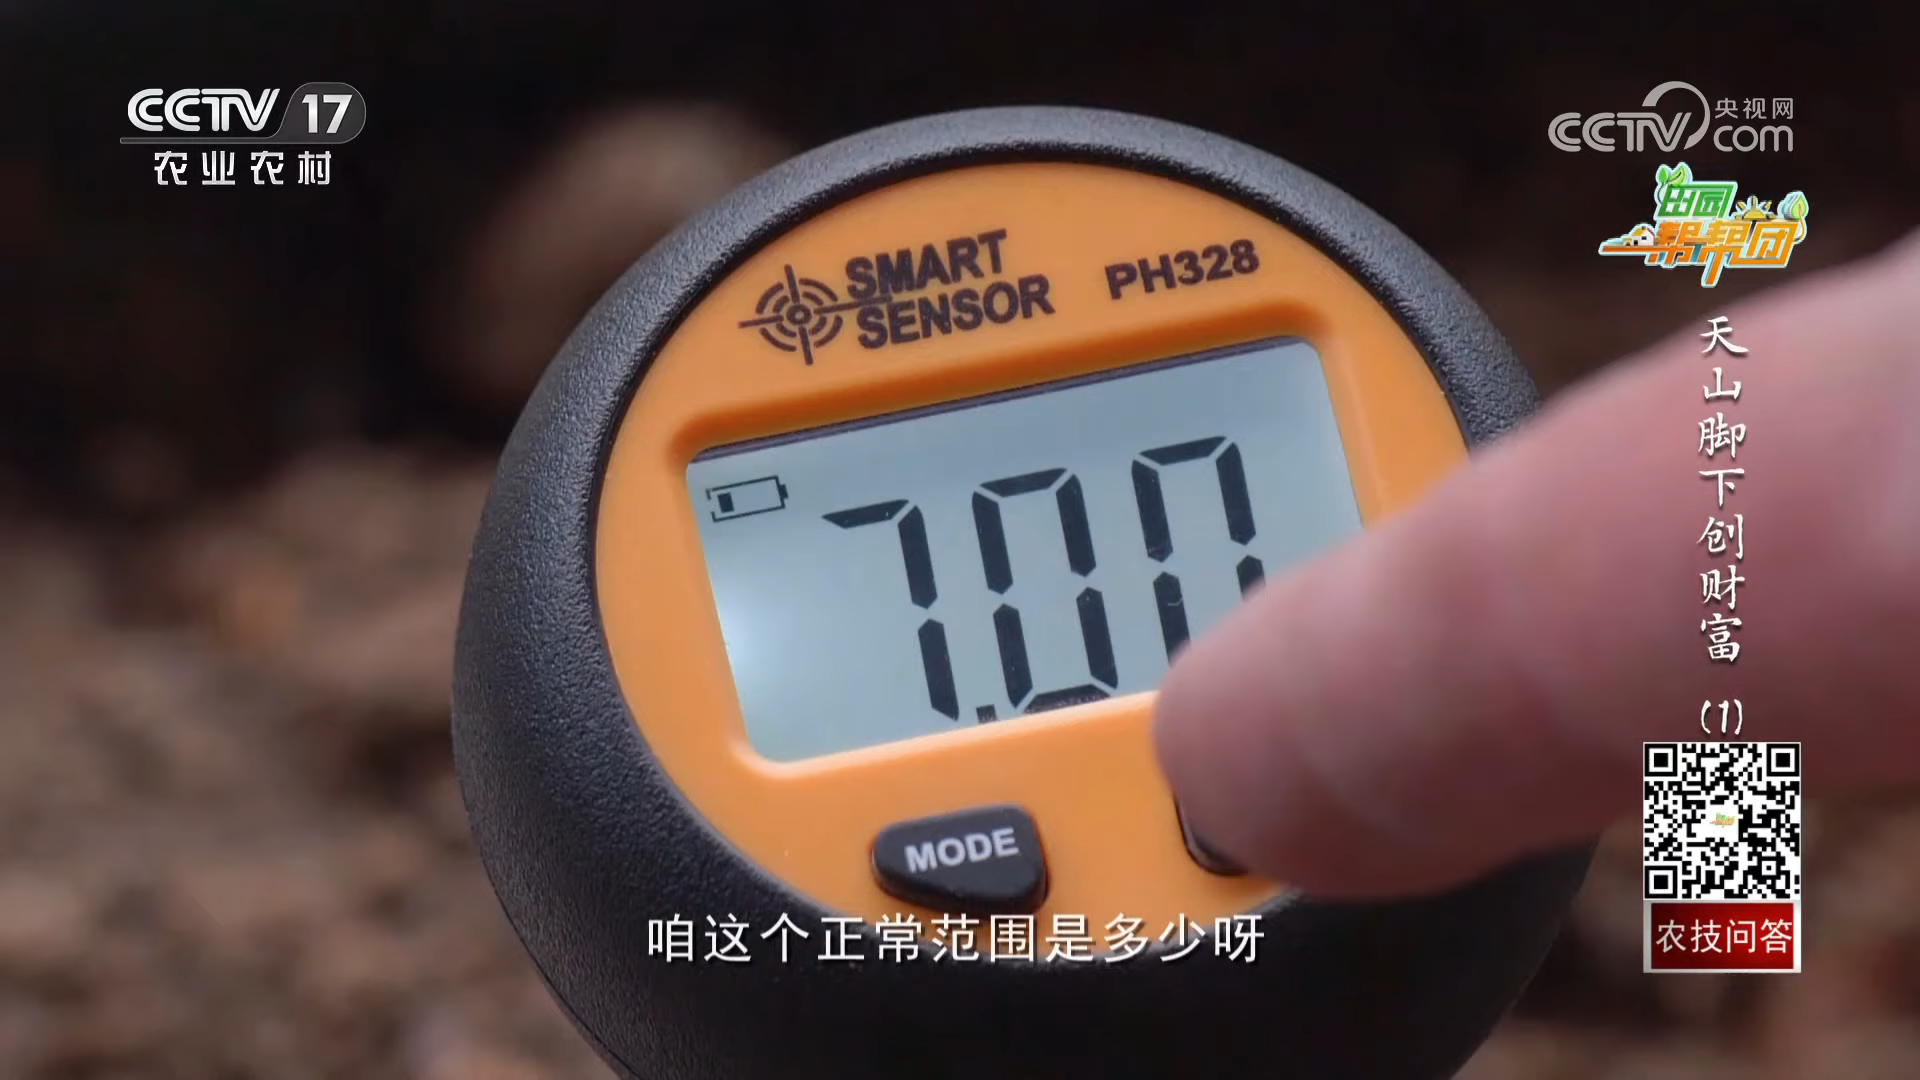 CCTV 17
农业农村
央视网
CCTV com
田园
帮帮团
SMART
SENSOR
PH328
7.00
MODE
天山脚下创财富
(1)
咱这个正常范围是多少呀
农技问答